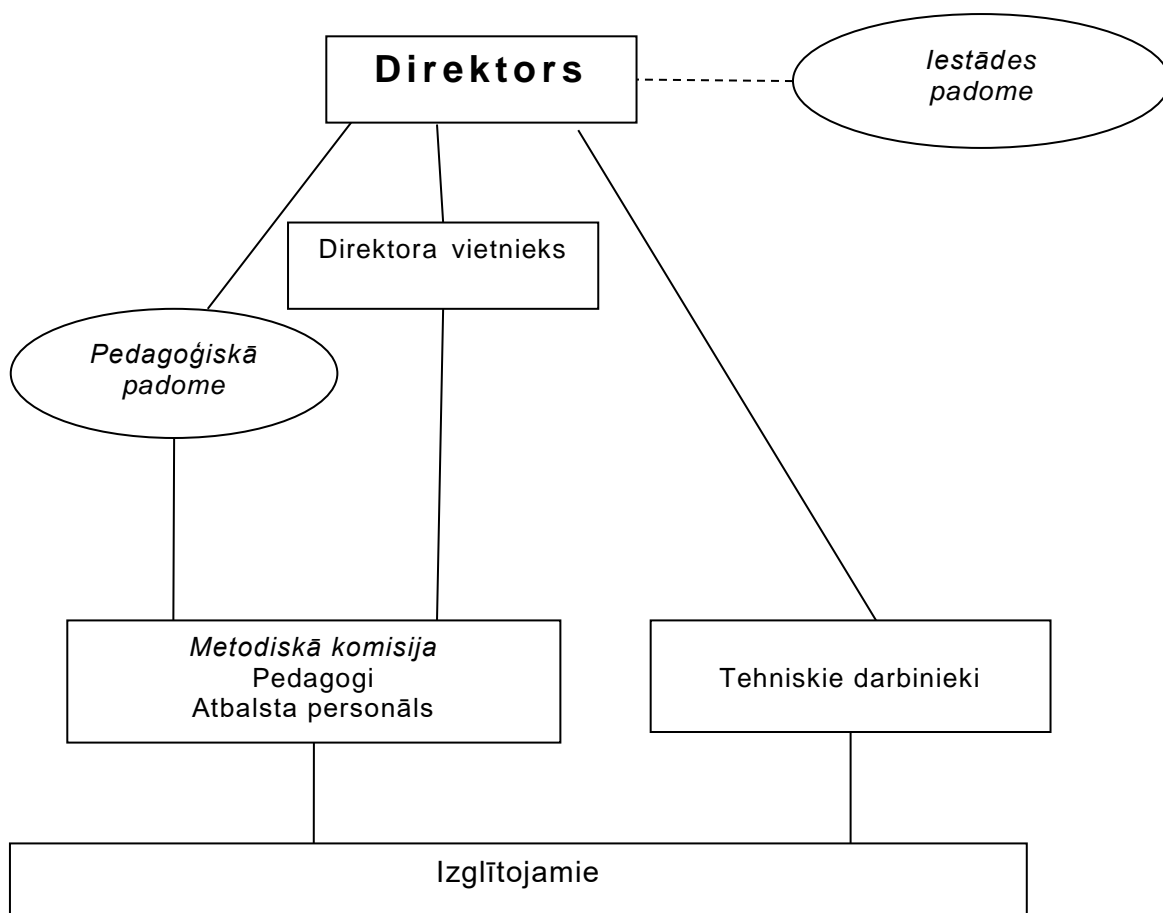 Direktors
Iestādes
padome
Direktora vietnieks
Pedagoģiskā
padome
Metodiskā komisija
Pedagogi
Atbalsta personāls
Tehniskie darbinieki
Izglītojamie